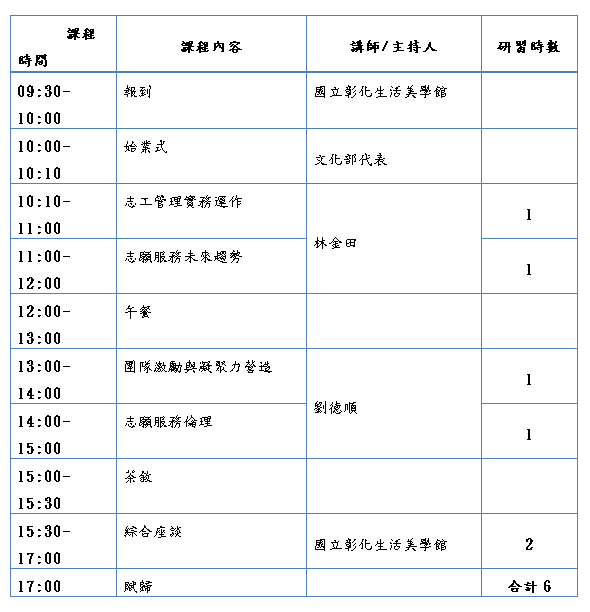 課程
時間
課程內容
講師/主持人
研習時數
09:30-
10:00
報到
國立彰化生活美學館
10:00-
10:10
始業式
文化部代表
10:10-
11:00
志工管理實務運作
林金田
1
11:00-
12:00
志願服務未來趨勢
1
12:00-
13:00
午餐
13:00-
14:00
團隊激勵與凝聚力營造
劉德順
1
14:00-
15:00
志願服務倫理
1
15:00-
15:30
茶敘
15:30-
17:00
綜合座談
國立彰化生活美學館
2
17:00
賦歸
合計 6